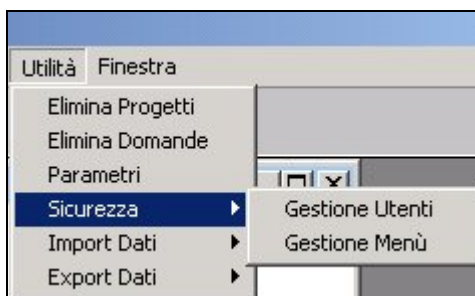 Utilità Finestra
Elimina Progetti
Elimina Domande
Parametri
Sicurezza
Gestione Utenti
Import Dati
Gestione Menù
Export Dati